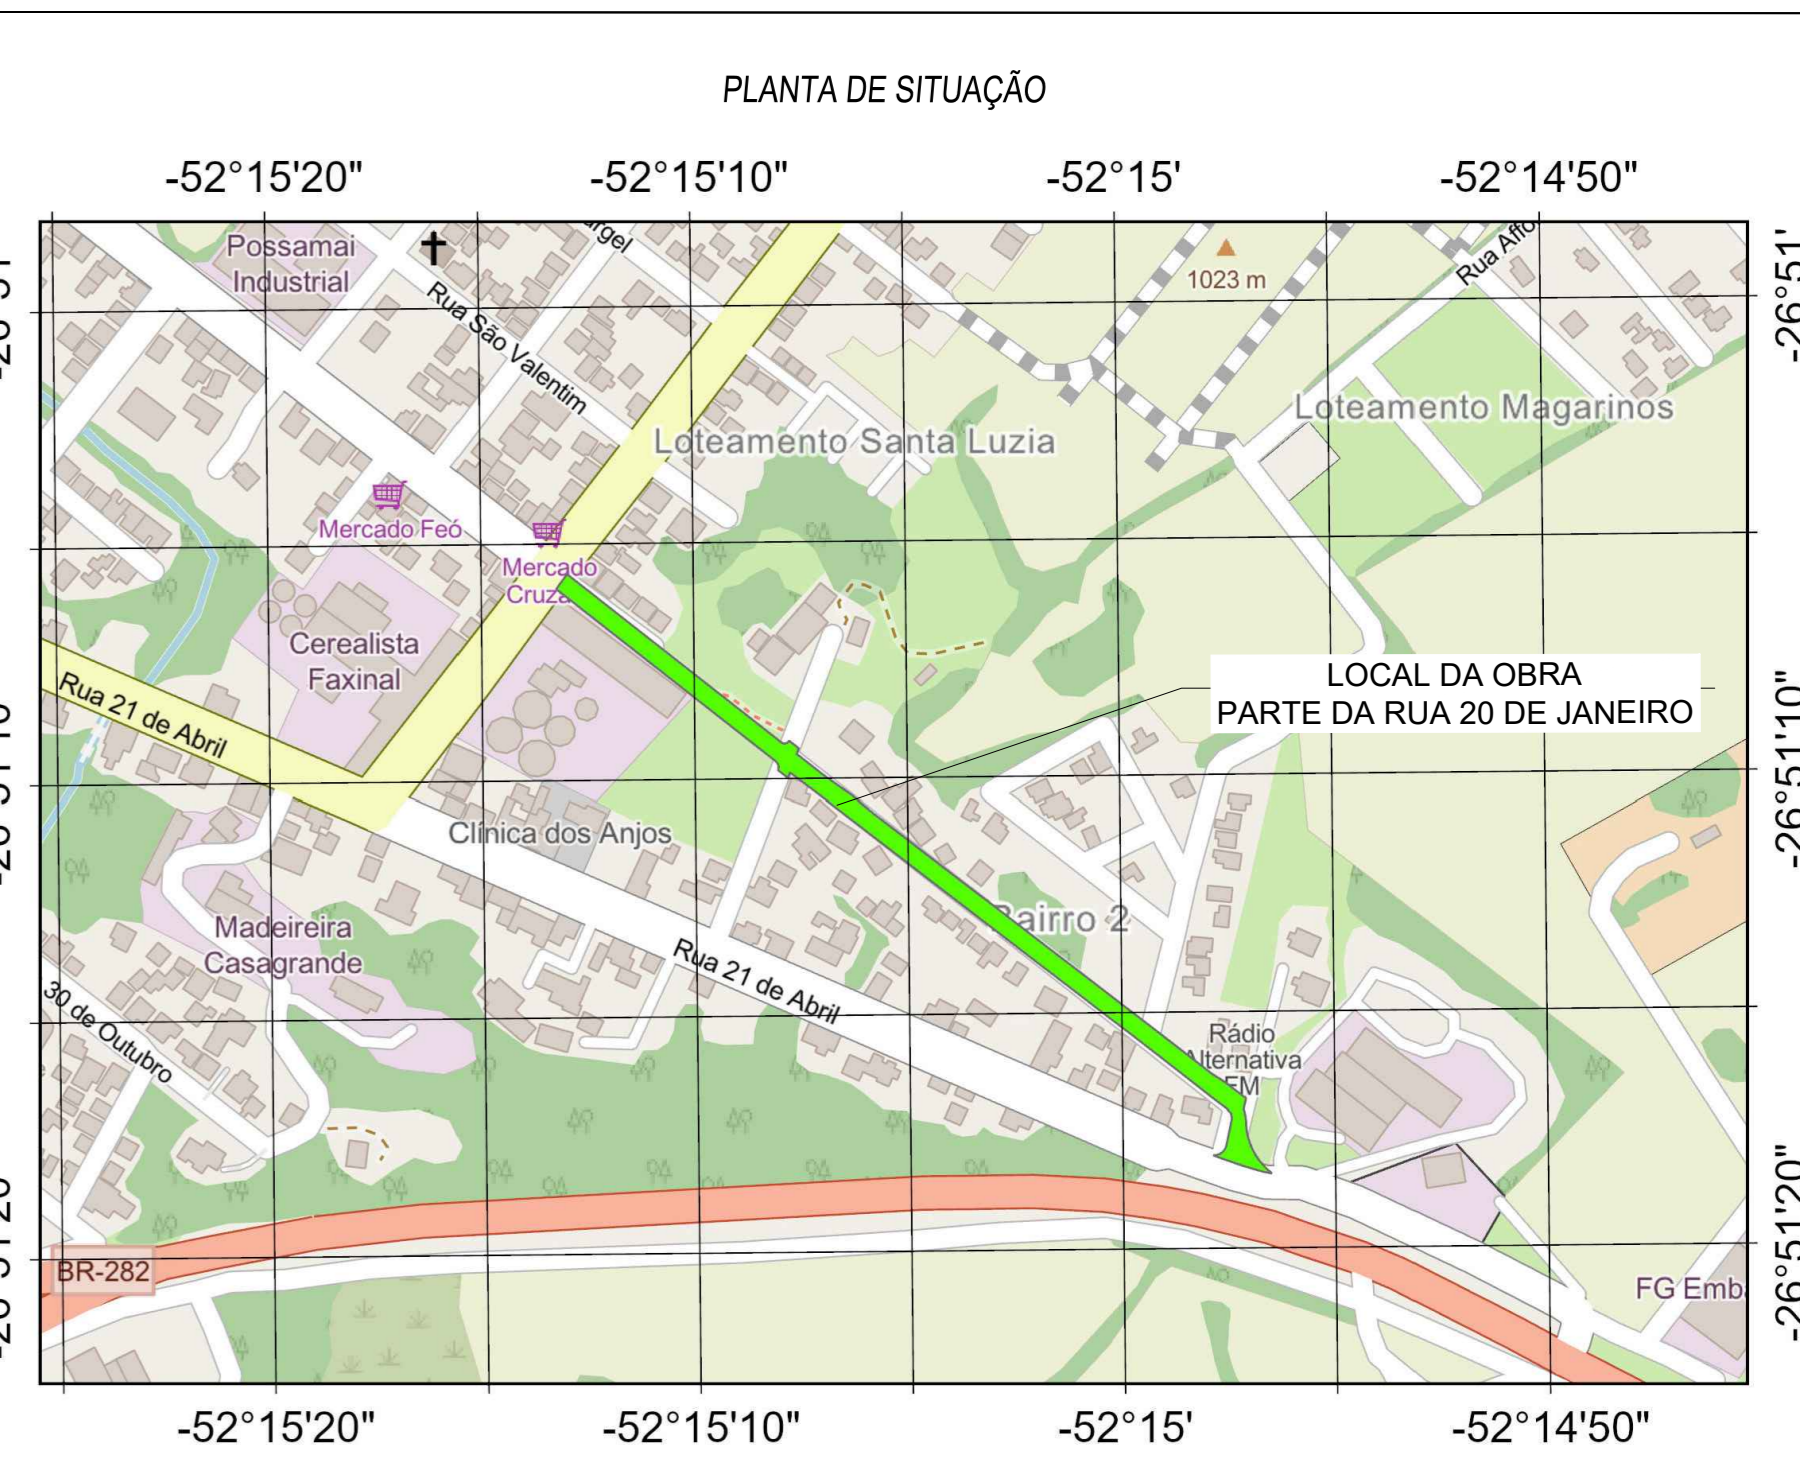 PLANTA DE SITUAÇÃO
-52°15'20"
-52°15'10"
-52°15'
-52°14'50"
-26°51'
Possamai
Industrial
Rua São Valentim
1023 m
Rua Affo
Loteamento Santa Luzia
Loteamento Magarinos
Mercado Feó
Mercado
Cruza
Cerealista
Faxinal
Rua 21 de Abril
LOCAL DA OBRA
PARTE DA RUA 20 DE JANEIRO
-26°51'10"
Clínica dos Anjos
Madeireira
Casagrande
Bairro 2
Rua 21 de Abril
30 de Outubro
Rádio
Alternativa
FM
-26°51'20"
BR-282
FG Emba
-52°15'20"
-52°15'10"
-52°15'
-52°14'50"